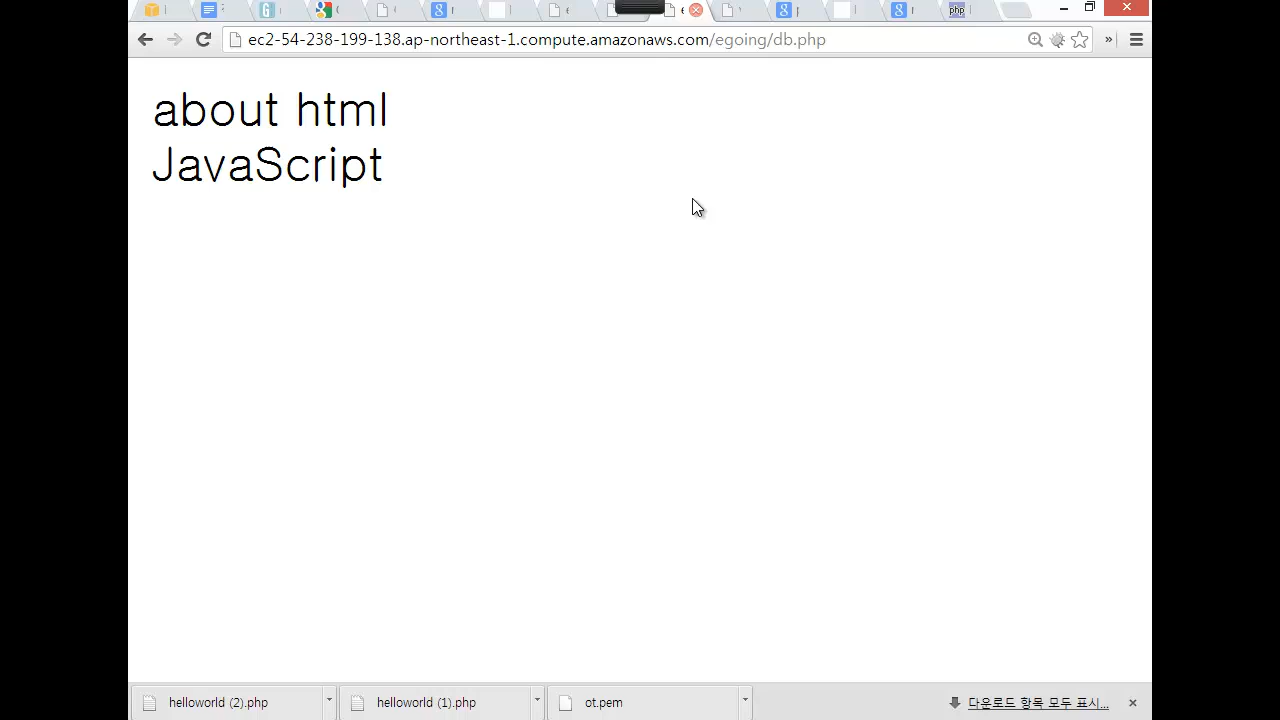 php
ec2-54-238-199-138.ap-northeast-1.compute.amazonaws.com/egoing/db.php
about html
JavaScript
helloworld (2).php
helloworld (1).php
ot.pem
다운로드 항목 모두 표시...